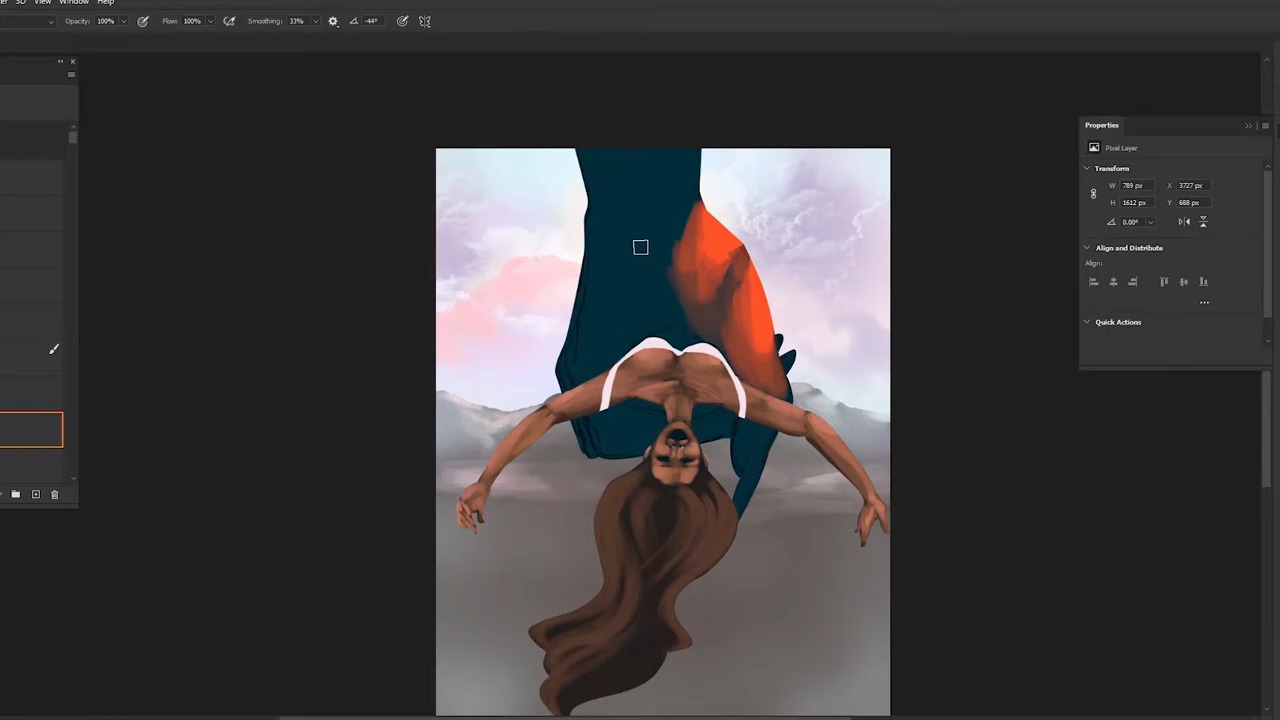 3D View Window Help
Opacity: 100% Flow: 100% Smoothing: 33% -44°
Properties
Pixel Layer
Transform
W 789 px X 3727 px
H 1612 px Y 688 px
0.00°
Align and Distribute
Align:
Quick Actions